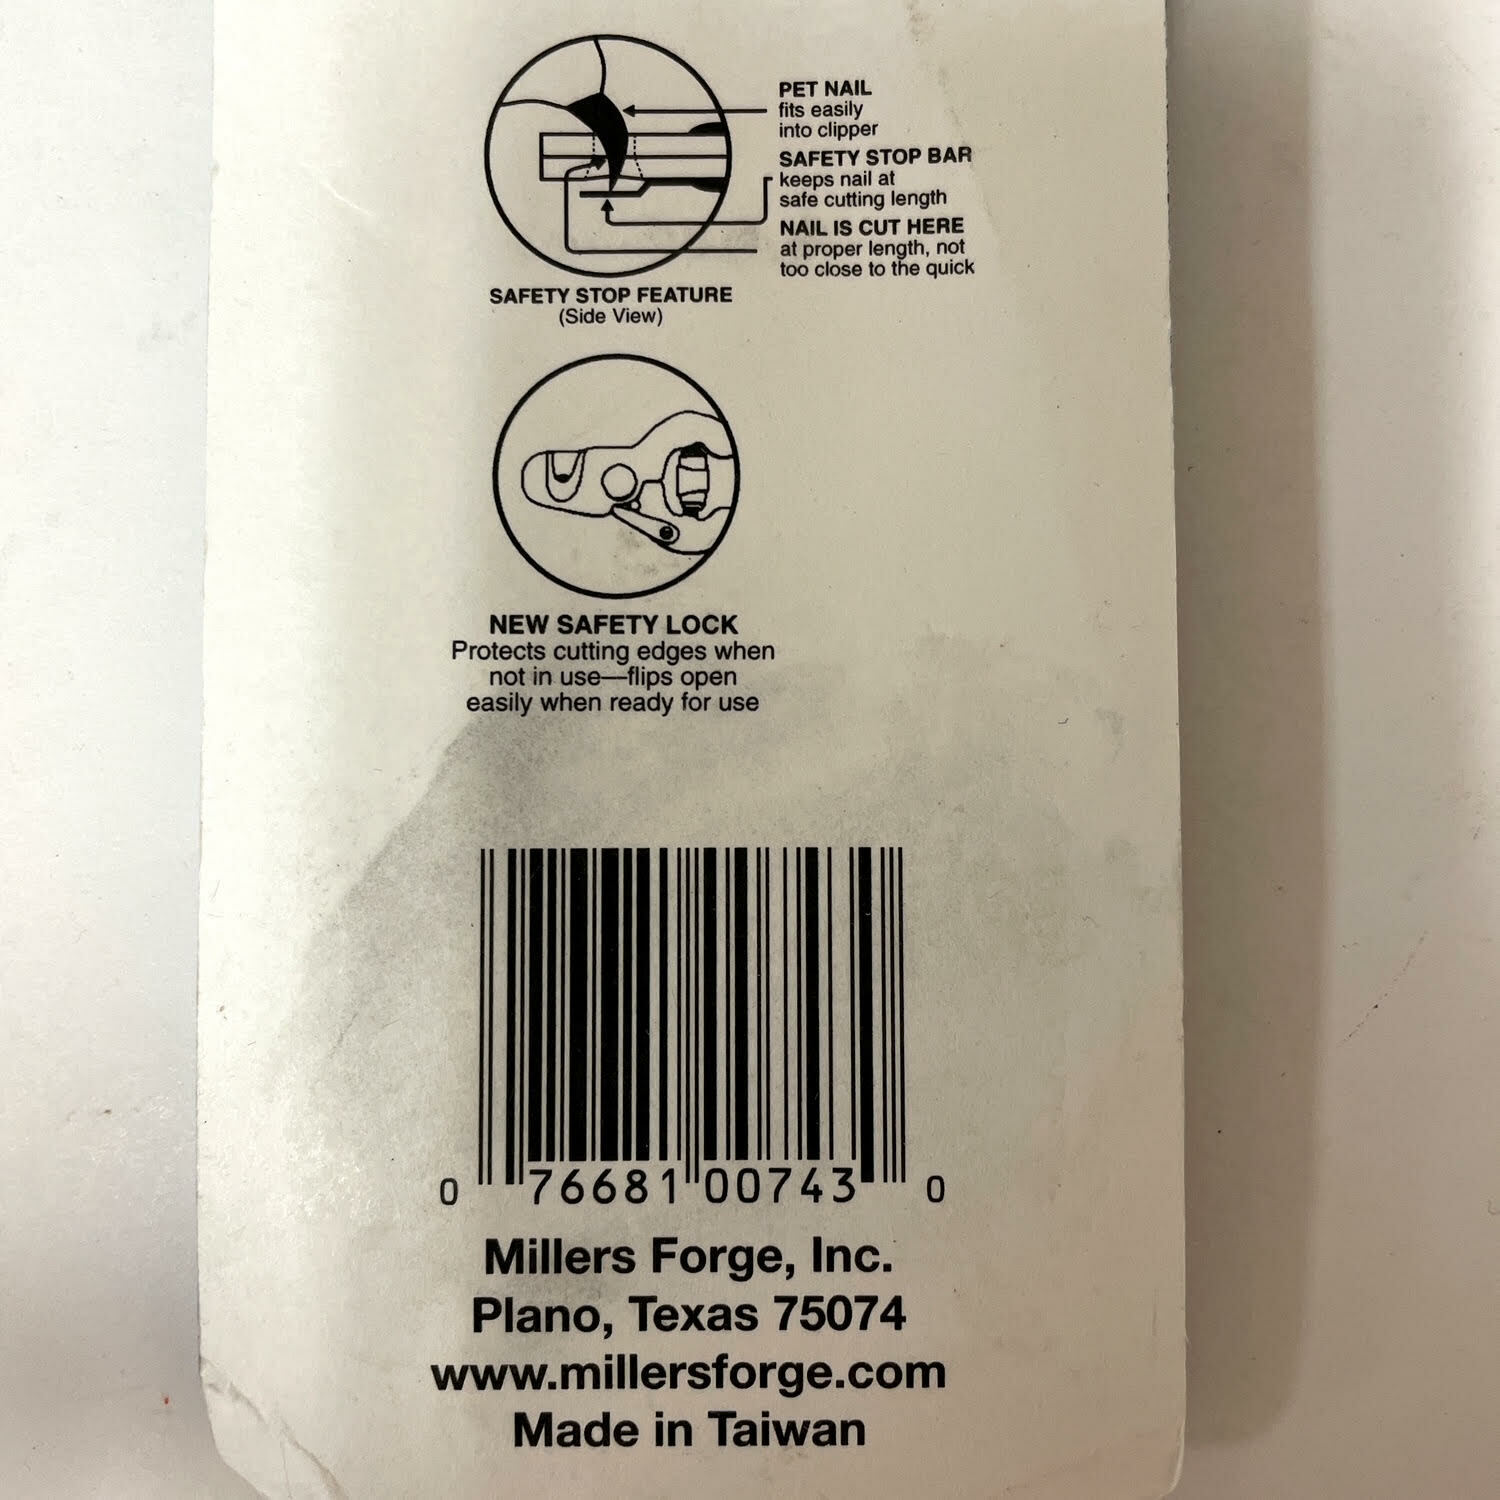 PET NAIL
fits easily
into clipper
SAFETY STOP BAR
keeps nail at
safe cutting length
NAIL IS CUT HERE
at proper length, not
too close to the quick
SAFETY STOP FEATURE
(Side View)
NEW SAFETY LOCK
Protects cutting edges when
not in use—flips open
easily when ready for use
0 76681 00743 0
Millers Forge, Inc.
Plano, Texas 75074
www.millersforge.com
Made in Taiwan